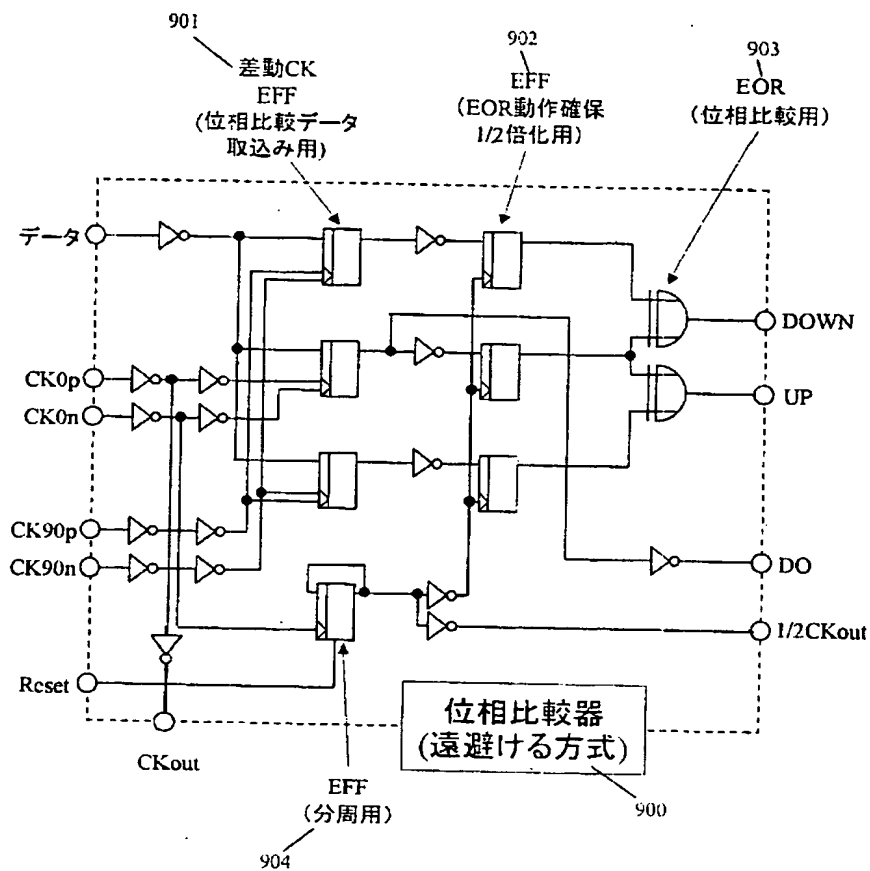 901
差動CK
EFF
(位相比較データ
取込み用)
902
EFF
(EOR動作確保
1/2倍化用)
903
EOR
(位相比較用)
データ
CK0p
CK0n
CK90p
CK90n
Reset
CKout
DOWN
UP
DO
1/2CKout
位相比較器
(遠避ける方式)
900
EFF
(分周用)
904